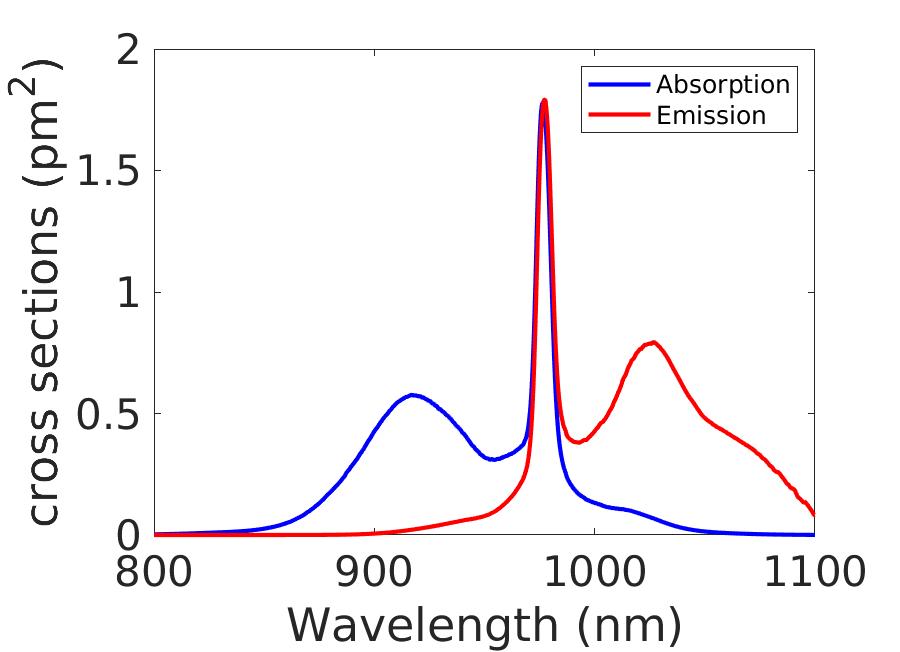 cross sections (pm²)
2
1.5
1
0.5
0
800 900 1000 1100
Wavelength (nm)
Absorption
Emission